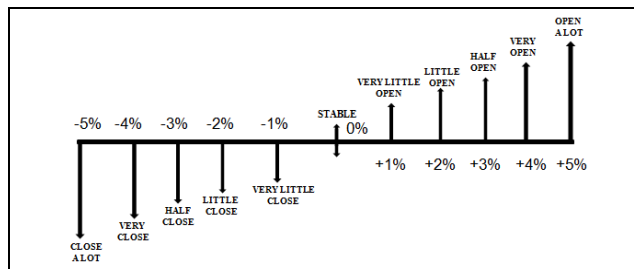 OPEN
A LOT
VERY
OPEN
HALF
OPEN
LITTLE
OPEN
VERY LITTLE
OPEN
STABLE
-5% -4% -3% -2% -1% 0%
+1% +2% +3% +4% +5%
VERY LITTLE
CLOSE
LITTLE
CLOSE
HALF
CLOSE
VERY
CLOSE
CLOSE
A LOT